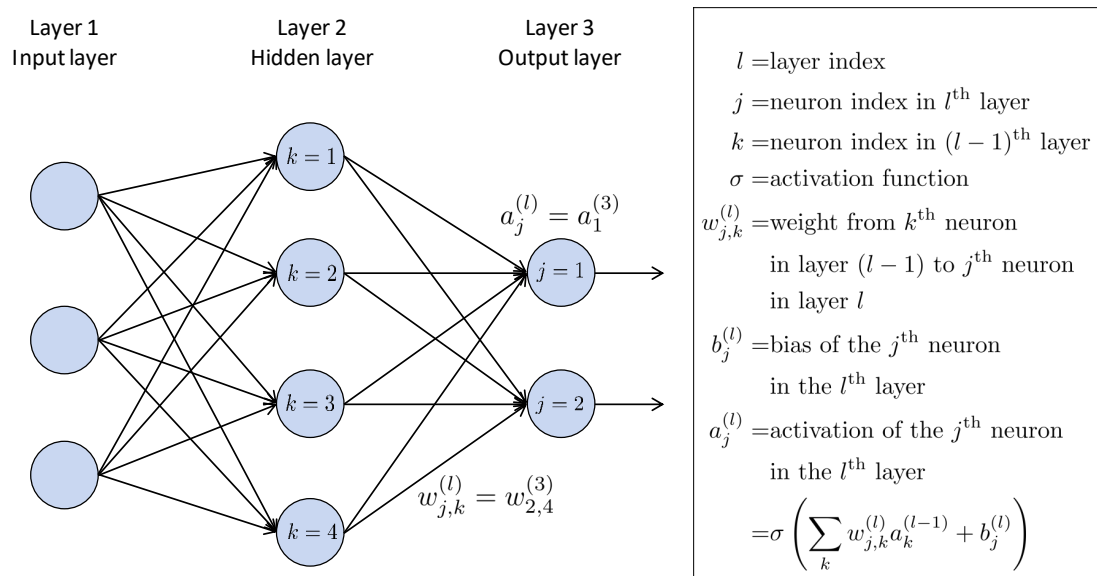 Layer 1
Input layer
Layer 2
Hidden layer
Layer 3
Output layer
k = 1
k = 2
k = 3
k = 4
a_j^{(l)} = a_1^{(3)}
j = 1
j = 2
w_{j,k}^{(l)} = w_{2,4}^{(3)}
l =layer index
j =neuron index in l^{th} layer
k =neuron index in (l − 1)^{th} layer
σ =activation function
w_{j,k}^{(l)} =weight from k^{th} neuron
in layer (l − 1) to j^{th} neuron
in layer l
b_j^{(l)} =bias of the j^{th} neuron
in the l^{th} layer
a_j^{(l)} =activation of the j^{th} neuron
in the l^{th} layer
=σ ( ∑_k w_{j,k}^{(l)} a_k^{(l−1)} + b_j^{(l)} )